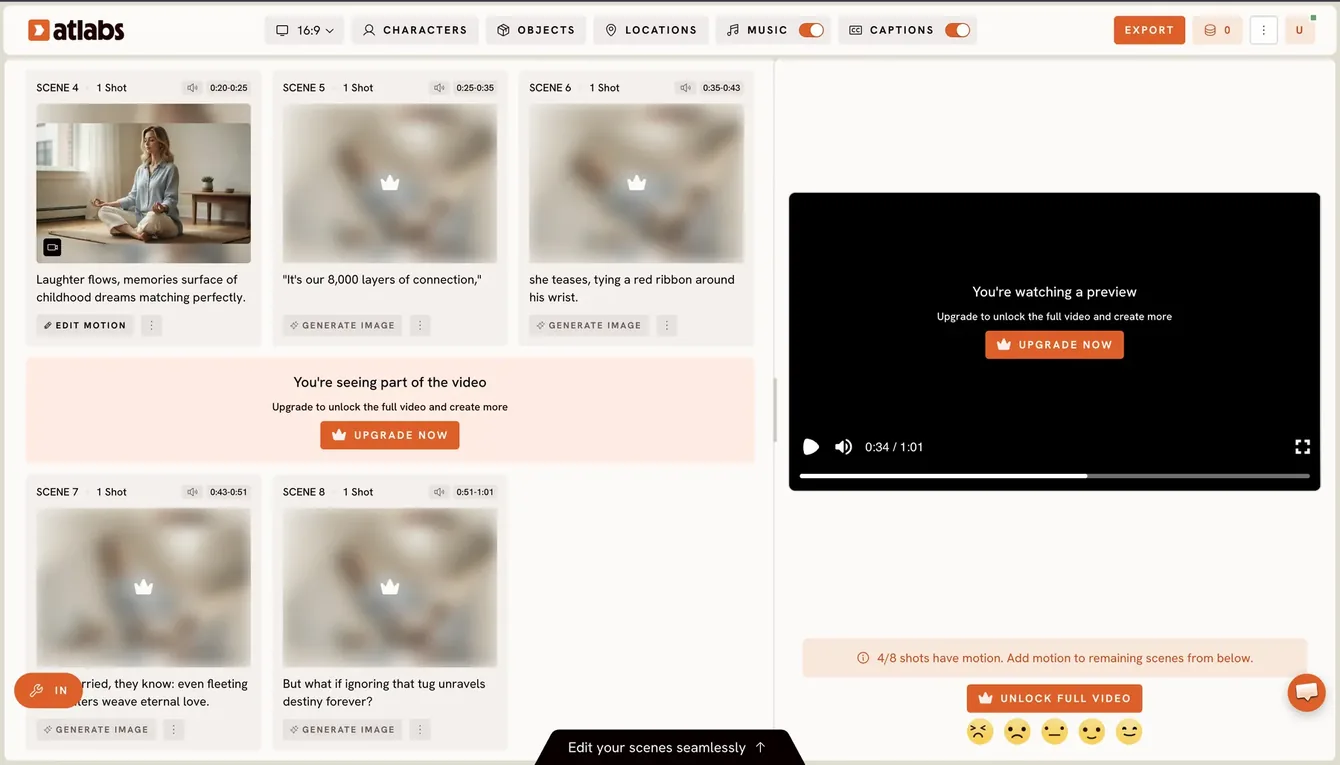 atlabs
16:9
CHARACTERS
OBJECTS
LOCATIONS
MUSIC
CAPTIONS
EXPORT
0
U
SCENE 4 1 Shot 0:20-0:25
Laughter flows, memories surface of
childhood dreams matching perfectly.
EDIT MOTION
SCENE 5 1 Shot 0:25-0:35
"It's our 8,000 layers of connection,"
GENERATE IMAGE
SCENE 6 1 Shot 0:35-0:43
she teases, tying a red ribbon around
his wrist.
GENERATE IMAGE
You're seeing part of the video
Upgrade to unlock the full video and create more
UPGRADE NOW
SCENE 7 1 Shot 0:43-0:51
they know: even fleeting
weave eternal love.
IN
GENERATE IMAGE
SCENE 8 1 Shot 0:51-1:01
But what if ignoring that tug unravels
destiny forever?
GENERATE IMAGE
Edit your scenes seamlessly ↑
You're watching a preview
Upgrade to unlock the full video and create more
UPGRADE NOW
0:34 / 1:01
4/8 shots have motion. Add motion to remaining scenes from below.
UNLOCK FULL VIDEO